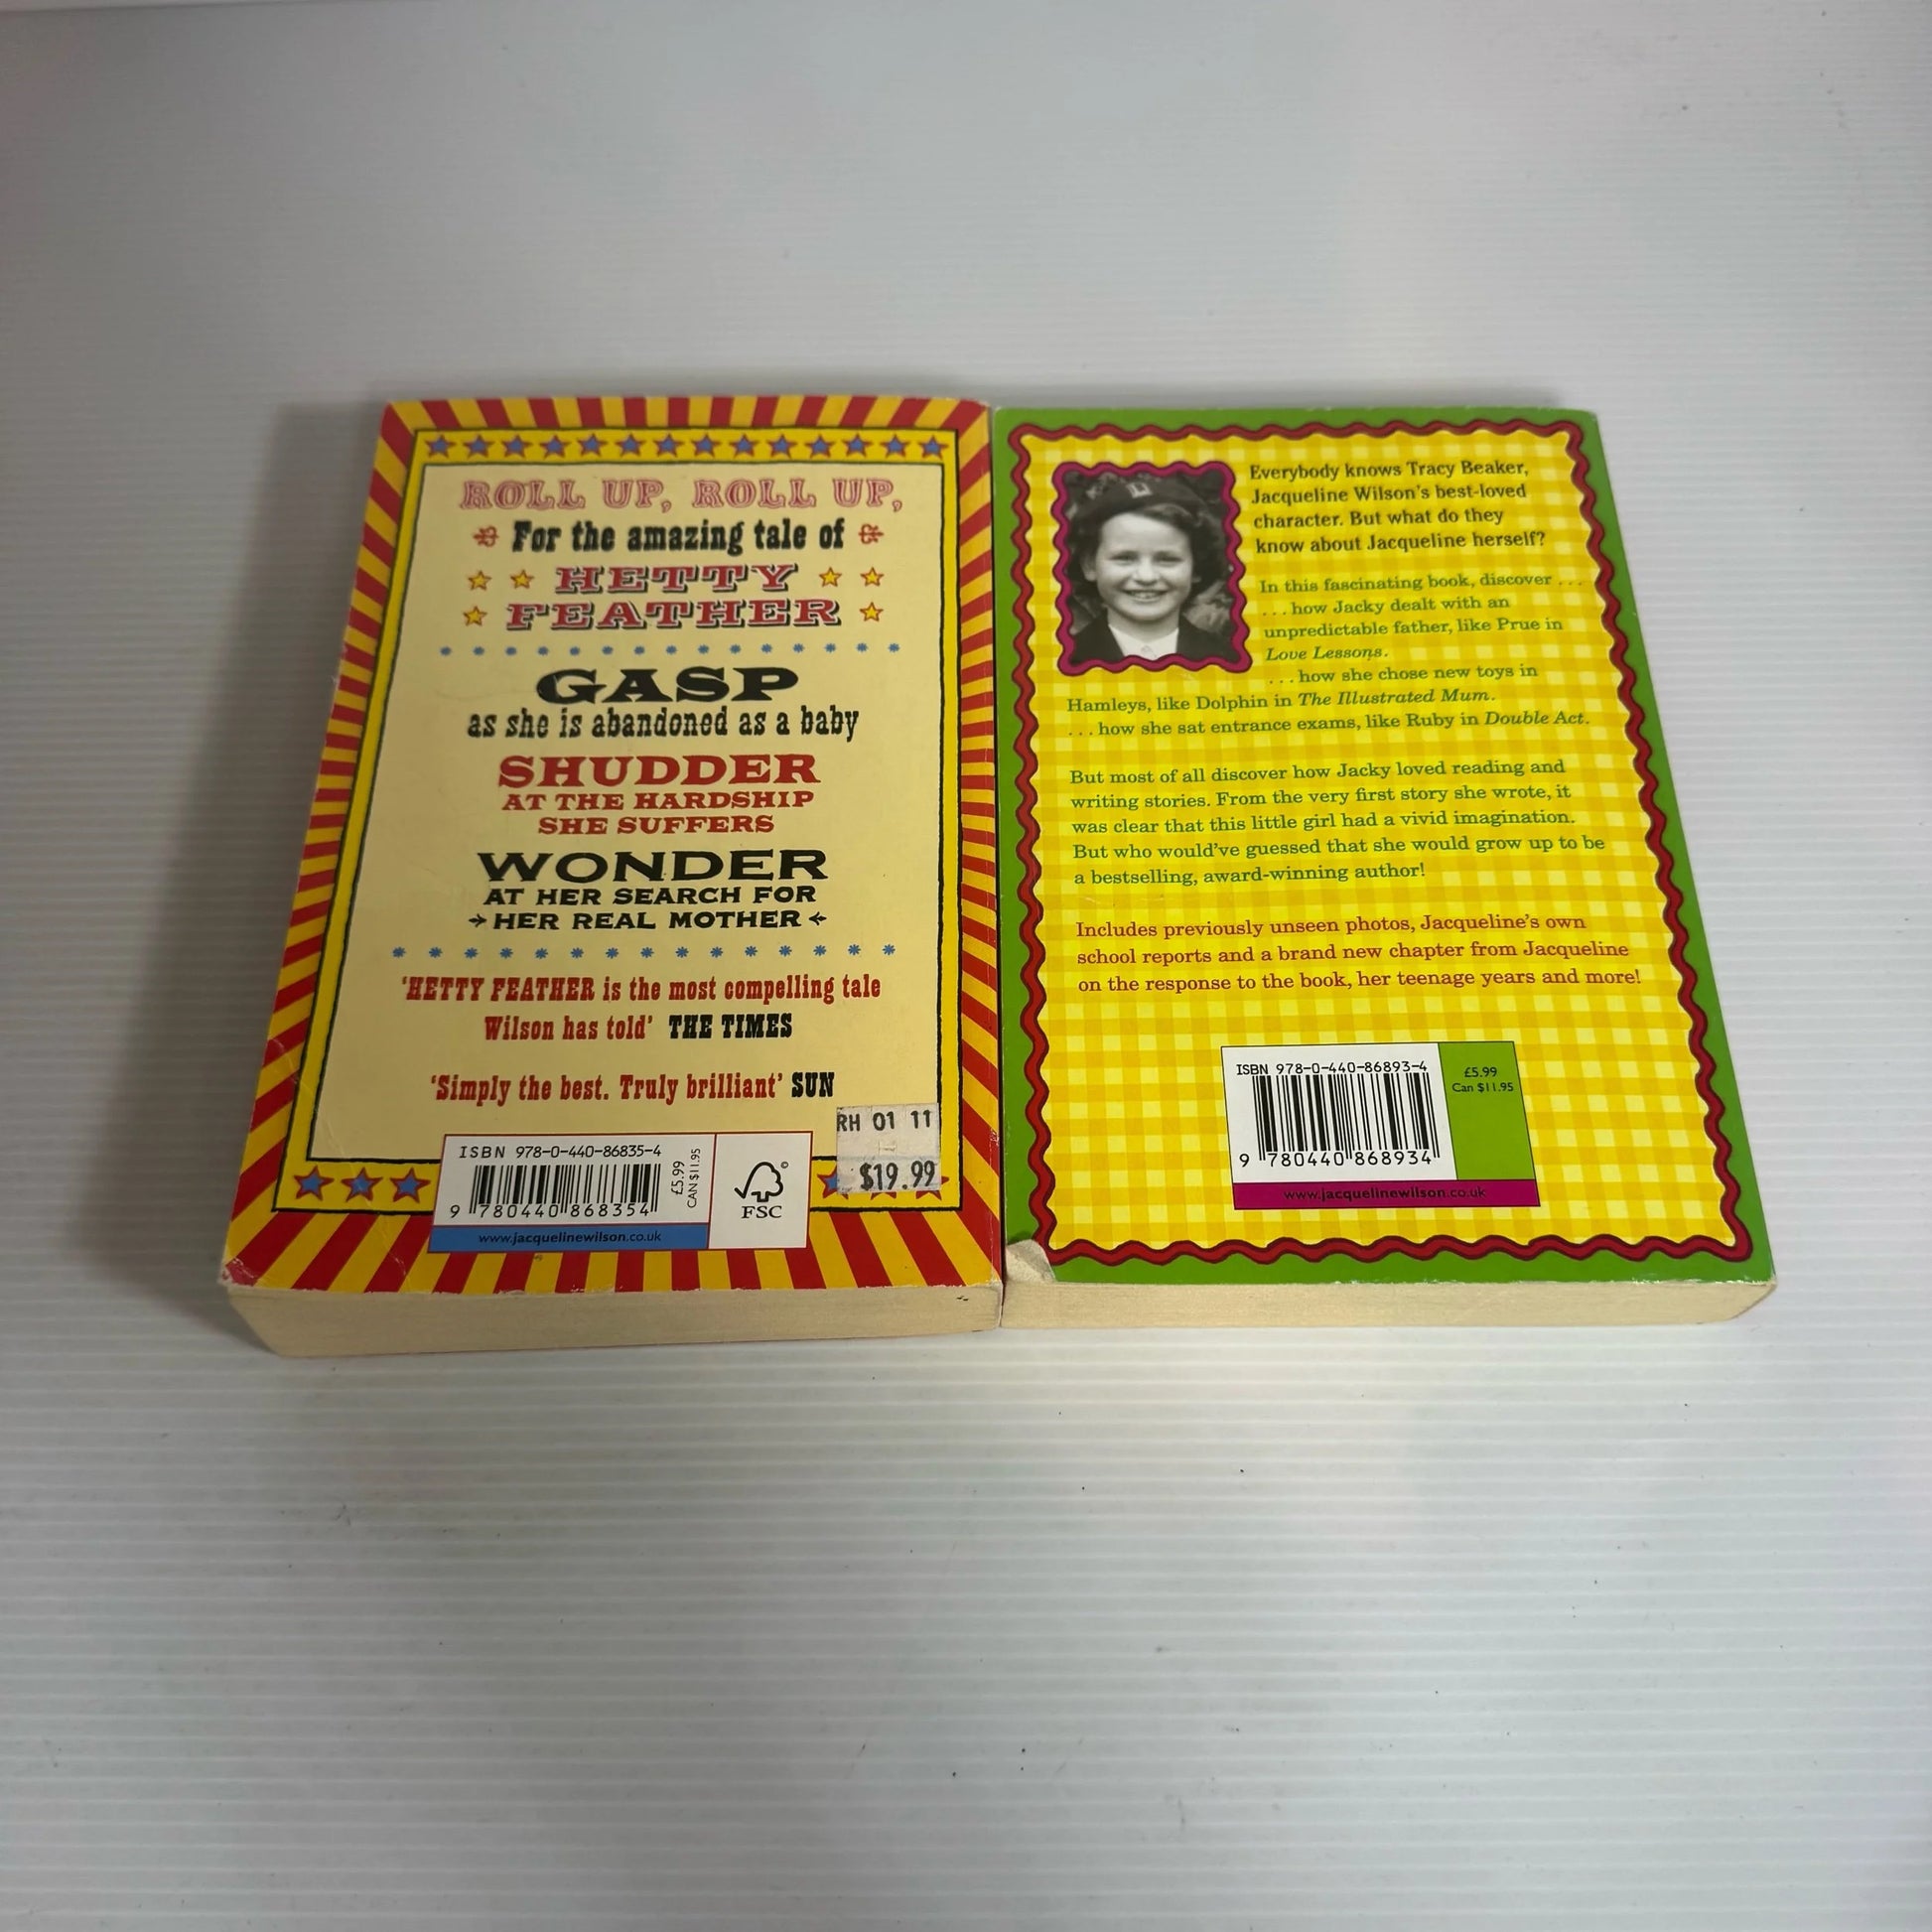 ROLL UP, ROLL UP,
For the amazing tale of
HETTY
FEATHER
GASP
as she is abandoned as a baby
SHUDDER
AT THE HARDSHIP
SHE SUFFERS
WONDER
AT HER SEARCH FOR
HER REAL MOTHER
'HETTY FEATHER is the most compelling tale
Wilson has told' THE TIMES
'Simply the best. Truly brilliant' SUN
RH 01 11
$19.99
ISBN 978-0-440-86835-4
9 780440 868354
£5.99
CAN $11.95
www.jacquelinewilson.co.uk
FSC
Everybody knows Tracy Beaker,
Jacqueline Wilson's best-loved
character. But what do they
know about Jacqueline herself?
In this fascinating book, discover . . .
. . . how Jacky dealt with an
unpredictable father, like Prue in
Love Lessons.
. . . how she chose new toys in
Hamleys, like Dolphin in The Illustrated Mum.
. . . how she sat entrance exams, like Ruby in Double Act.
But most of all discover how Jacky loved reading and
writing stories. From the very first story she wrote, it
was clear that this little girl had a vivid imagination.
But who would've guessed that she would grow up to be
a bestselling, award-winning author!
Includes previously unseen photos, Jacqueline's own
school reports and a brand new chapter from Jacqueline
on the response to the book, her teenage years and more!
ISBN 978-0-440-86893-4
9 780440 868934
£5.99
Can $11.95
www.jacquelinewilson.co.uk